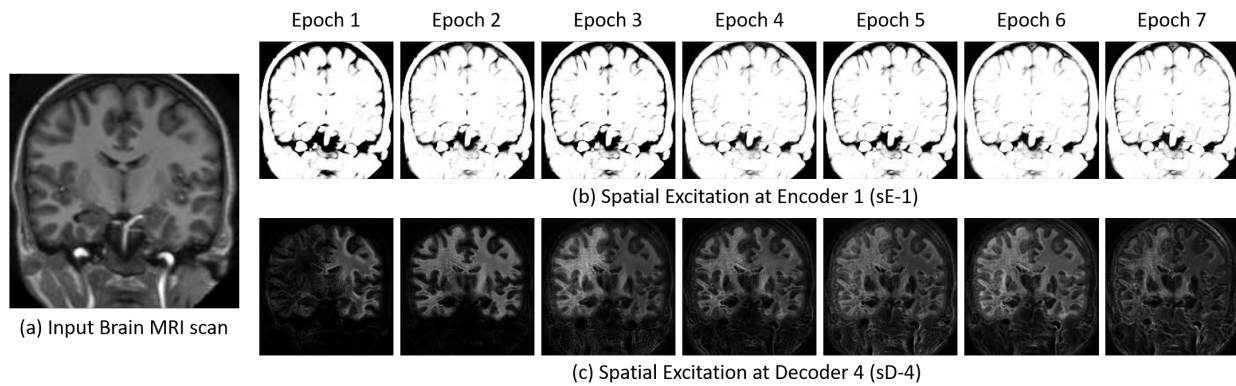 Epoch 1 Epoch 2 Epoch 3 Epoch 4 Epoch 5 Epoch 6 Epoch 7
(b) Spatial Excitation at Encoder 1 (sE-1)
(a) Input Brain MRI scan
(c) Spatial Excitation at Decoder 4 (sD-4)